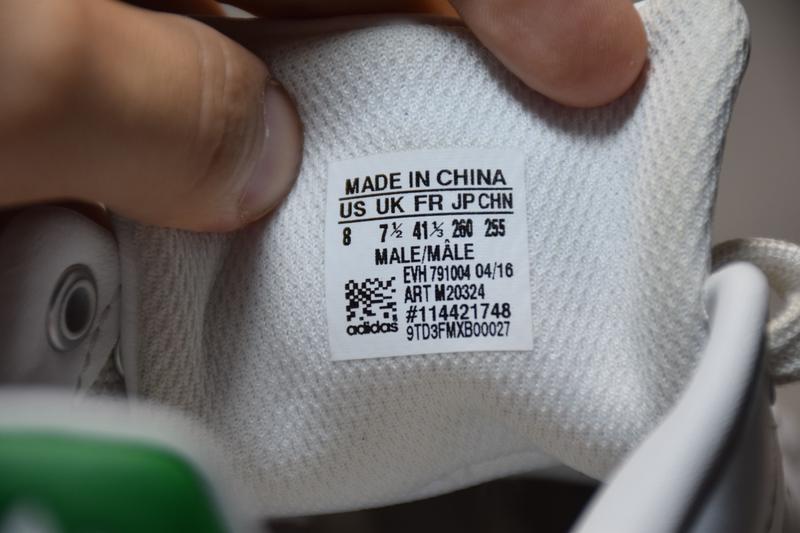 MADE IN CHINA
US UK FR JP CHN
8 7½ 41⅓ 260 255
MALE/MÂLE
EVH 791004 04/16
ART M20324
#114421748
adidas 9TD3FMXB00027